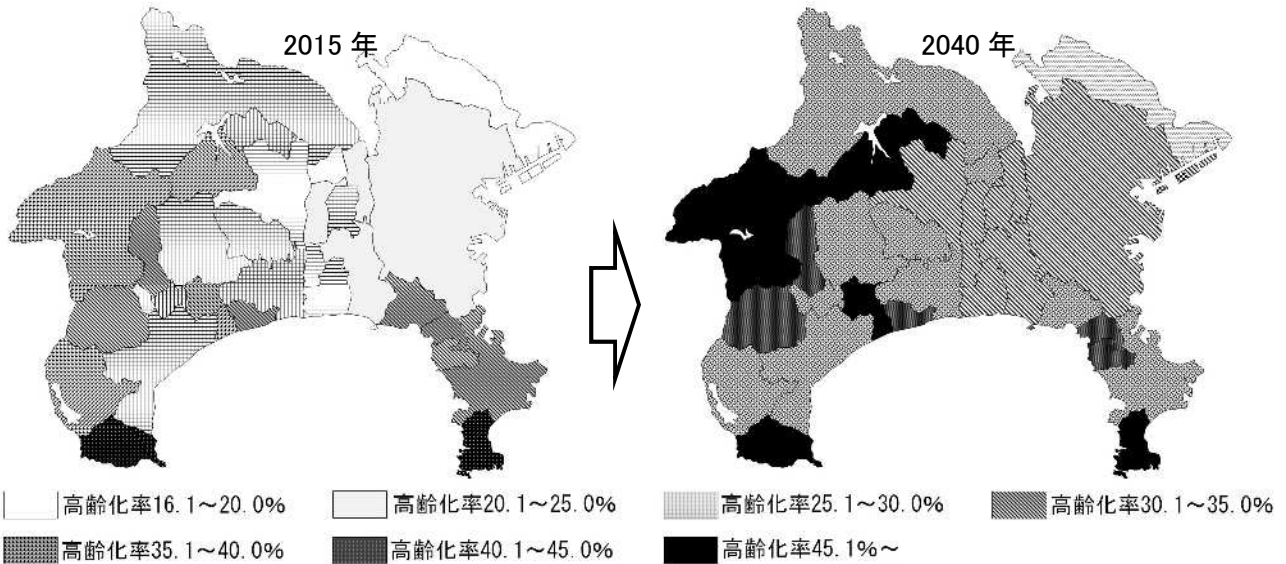 2015 年
2040 年
高齢化率16.1～20.0%
高齢化率20.1～25.0%
高齢化率25.1～30.0%
高齢化率30.1～35.0%
高齢化率35.1～40.0%
高齢化率40.1～45.0%
高齢化率45.1%～